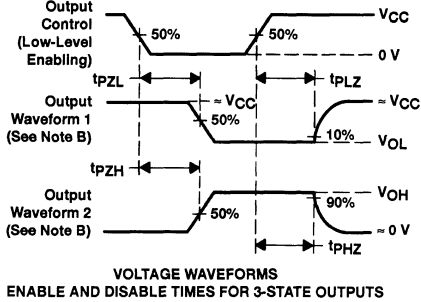 Output
Control
(Low-Level
Enabling)
50%
50%
VCC
0 V
tPZL
tPLZ
Output
Waveform 1
(See Note B)
≈ VCC
50%
≈ VCC
10%
VOL
tPZH
Output
Waveform 2
(See Note B)
50%
VOH
90%
≈ 0 V
tPHZ
VOLTAGE WAVEFORMS
ENABLE AND DISABLE TIMES FOR 3-STATE OUTPUTS